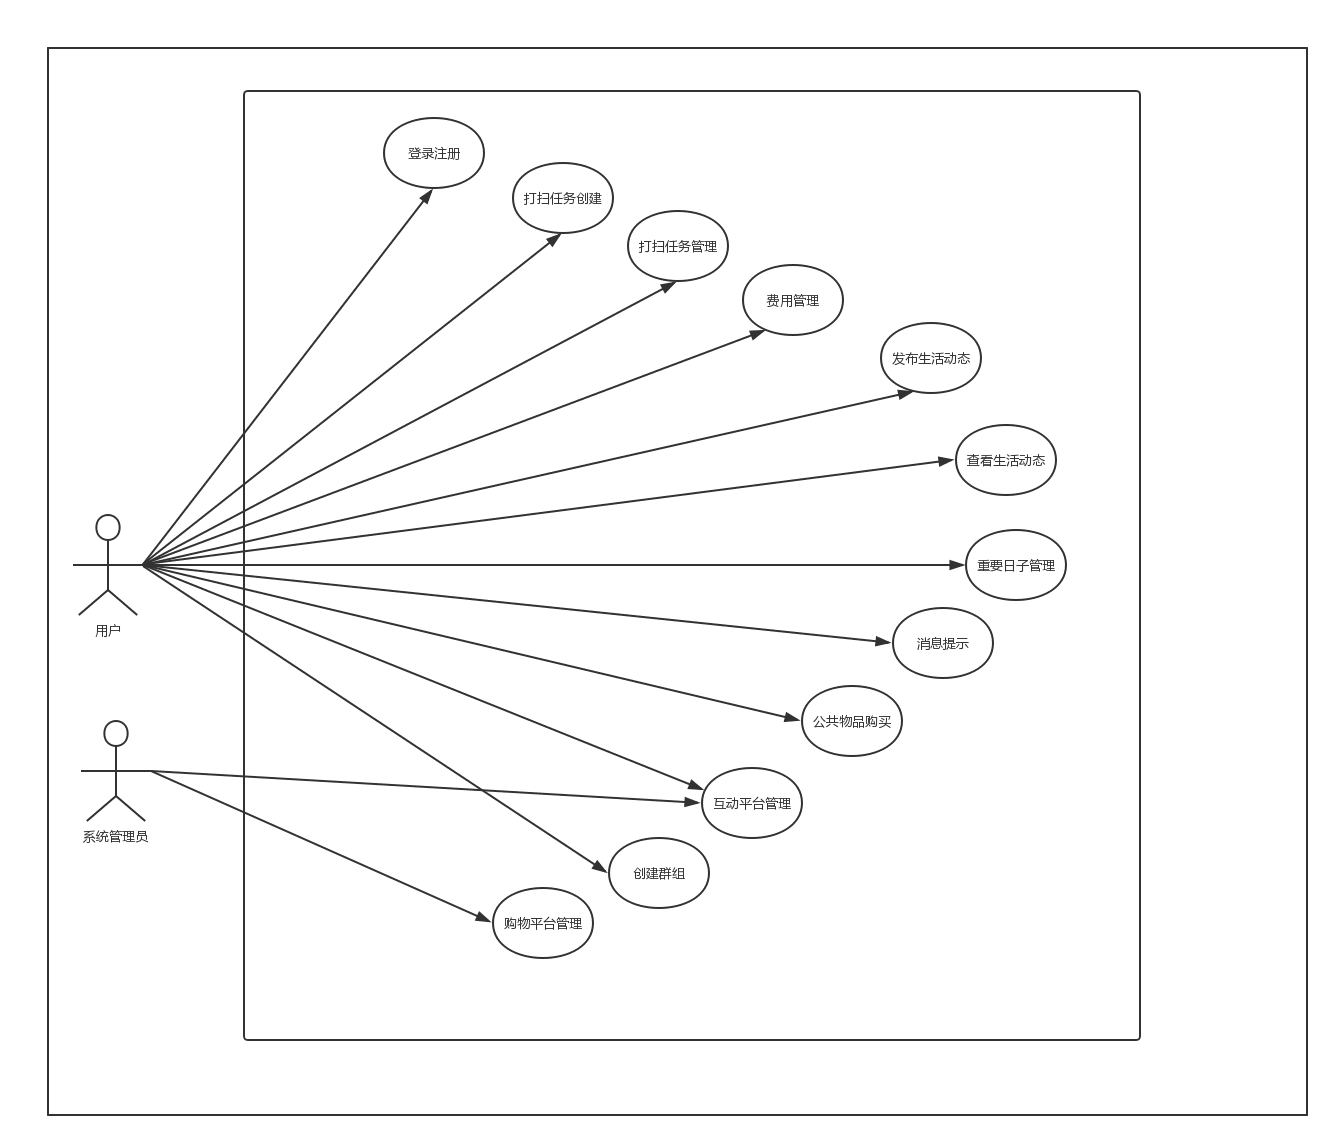 登录注册
打扫任务创建
打扫任务管理
费用管理
发布生活动态
查看生活动态
重要日子管理
用户
消息提示
公共物品购买
互动平台管理
系统管理员
创建群组
购物平台管理